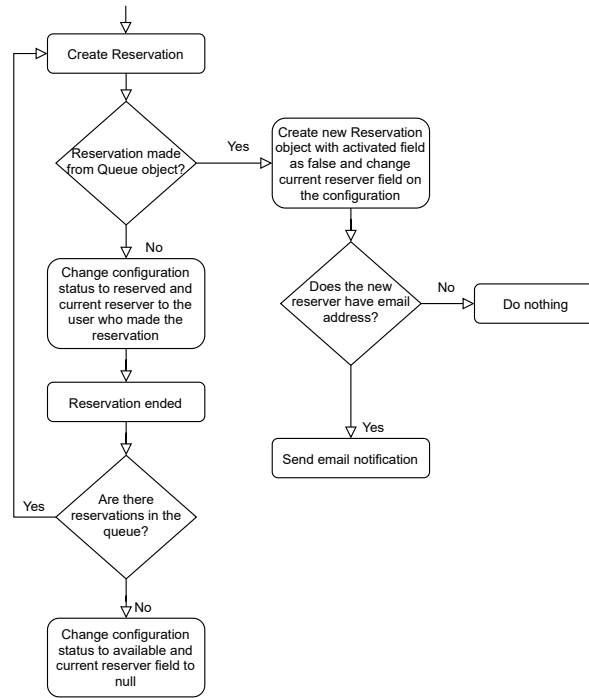 Create Reservation
Reservation made
from Queue object?
Yes
Create new Reservation
object with activated field
as false and change
current reserver field on
the configuration
No
Change configuration
status to reserved and
current reserver to the
user who made the
reservation
Does the new
reserver have email
address?
No
Do nothing
Reservation ended
Yes
Send email notification
Are there
reservations in the
queue?
Yes
No
Change configuration
status to available and
current reserver field to
null